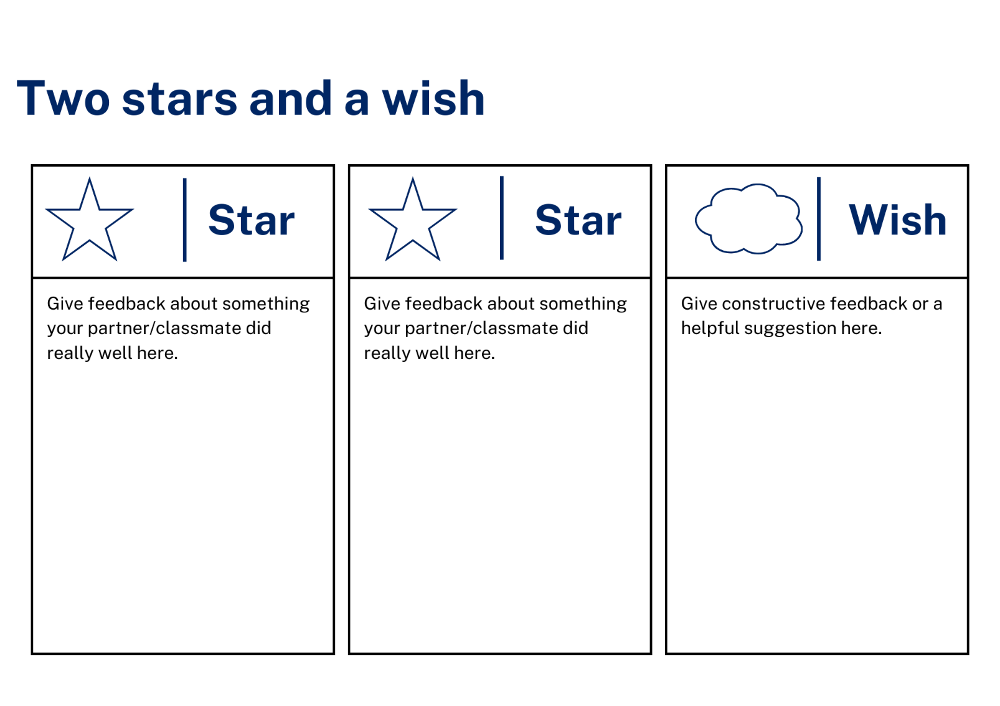 Two stars and a wish
Star
Give feedback about something
your partner/classmate did
really well here.
Star
Give feedback about something
your partner/classmate did
really well here.
Wish
Give constructive feedback or a
helpful suggestion here.